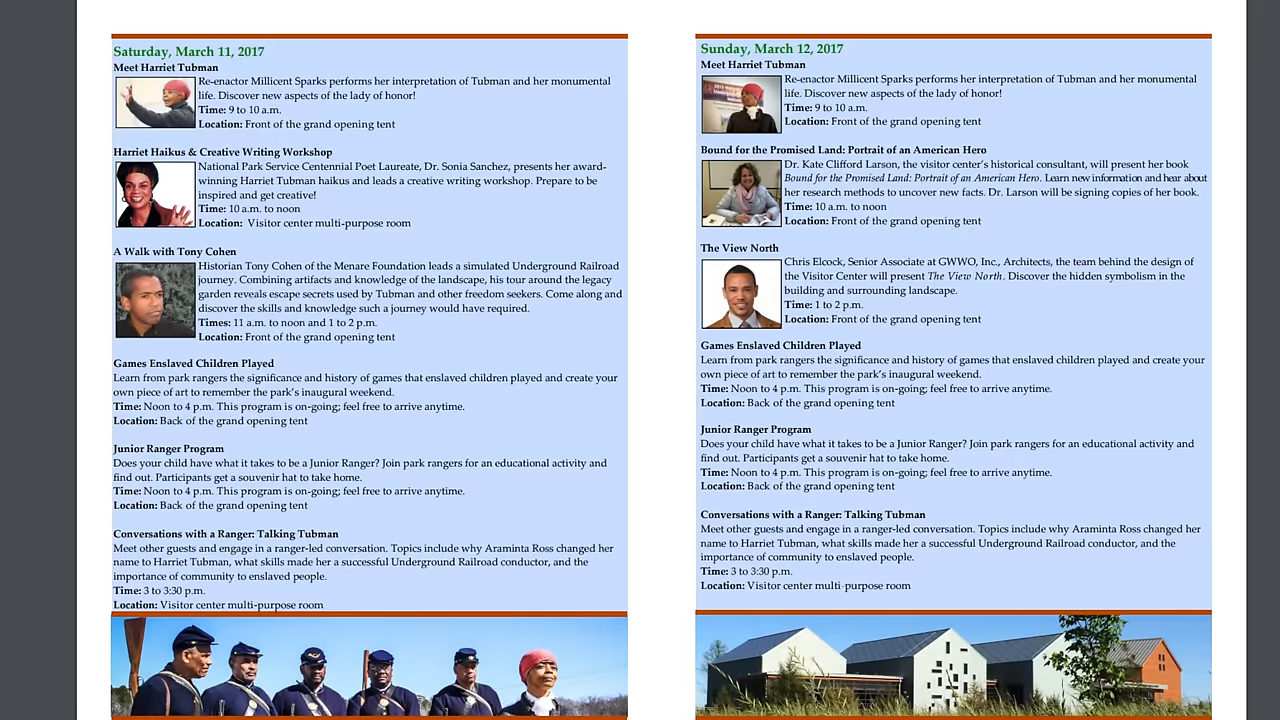 Saturday, March 11, 2017
Meet Harriet Tubman
Re-enactor Millicent Sparks performs her interpretation of Tubman and her monumental
life. Discover new aspects of the lady of honor!
Time: 9 to 10 a.m.
Location: Front of the grand opening tent
Harriet Haikus & Creative Writing Workshop
National Park Service Centennial Poet Laureate, Dr. Sonia Sanchez, presents her award-
winning Harriet Tubman haikus and leads a creative writing workshop. Prepare to be
inspired and get creative!
Time: 10 a.m. to noon
Location: Visitor center multi-purpose room
A Walk with Tony Cohen
Historian Tony Cohen of the Menare Foundation leads a simulated Underground Railroad
journey. Combining artifacts and knowledge of the landscape, his tour around the legacy
garden reveals escape secrets used by Tubman and other freedom seekers. Come along and
discover the skills and knowledge such a journey would have required.
Times: 11 a.m. to noon and 1 to 2 p.m.
Location: Front of the grand opening tent
Games Enslaved Children Played
Learn from park rangers the significance and history of games that enslaved children played and create your
own piece of art to remember the park's inaugural weekend.
Time: Noon to 4 p.m. This program is on-going; feel free to arrive anytime.
Location: Back of the grand opening tent
Junior Ranger Program
Does your child have what it takes to be a Junior Ranger? Join park rangers for an educational activity and
find out. Participants get a souvenir hat to take home.
Time: Noon to 4 p.m. This program is on-going; feel free to arrive anytime.
Location: Back of the grand opening tent
Conversations with a Ranger: Talking Tubman
Meet other guests and engage in a ranger-led conversation. Topics include why Araminta Ross changed her
name to Harriet Tubman, what skills made her a successful Underground Railroad conductor, and the
importance of community to enslaved people.
Time: 3 to 3:30 p.m.
Location: Visitor center multi-purpose room
Sunday, March 12, 2017
Meet Harriet Tubman
Re-enactor Millicent Sparks performs her interpretation of Tubman and her monumental
life. Discover new aspects of the lady of honor!
Time: 9 to 10 a.m.
Location: Front of the grand opening tent
Bound for the Promised Land: Portrait of an American Hero
Dr. Kate Clifford Larson, the visitor center's historical consultant, will present her book
Bound for the Promised Land: Portrait of an American Hero. Learn new information and hear about
her research methods to uncover new facts. Dr. Larson will be signing copies of her book.
Time: 10 a.m. to noon
Location: Front of the grand opening tent
The View North
Chris Elcock, Senior Associate at GWWO, Inc., Architects, the team behind the design of
the Visitor Center will present The View North. Discover the hidden symbolism in the
building and surrounding landscape.
Time: 1 to 2 p.m.
Location: Front of the grand opening tent
Games Enslaved Children Played
Learn from park rangers the significance and history of games that enslaved children played and create your
own piece of art to remember the park's inaugural weekend.
Time: Noon to 4 p.m. This program is on-going; feel free to arrive anytime.
Location: Back of the grand opening tent
Junior Ranger Program
Does your child have what it takes to be a Junior Ranger? Join park rangers for an educational activity and
find out. Participants get a souvenir hat to take home.
Time: Noon to 4 p.m. This program is on-going; feel free to arrive anytime.
Location: Back of the grand opening tent
Conversations with a Ranger: Talking Tubman
Meet other guests and engage in a ranger-led conversation. Topics include why Araminta Ross changed her
name to Harriet Tubman, what skills made her a successful Underground Railroad conductor, and the
importance of community to enslaved people.
Time: 3 to 3:30 p.m.
Location: Visitor center multi-purpose room